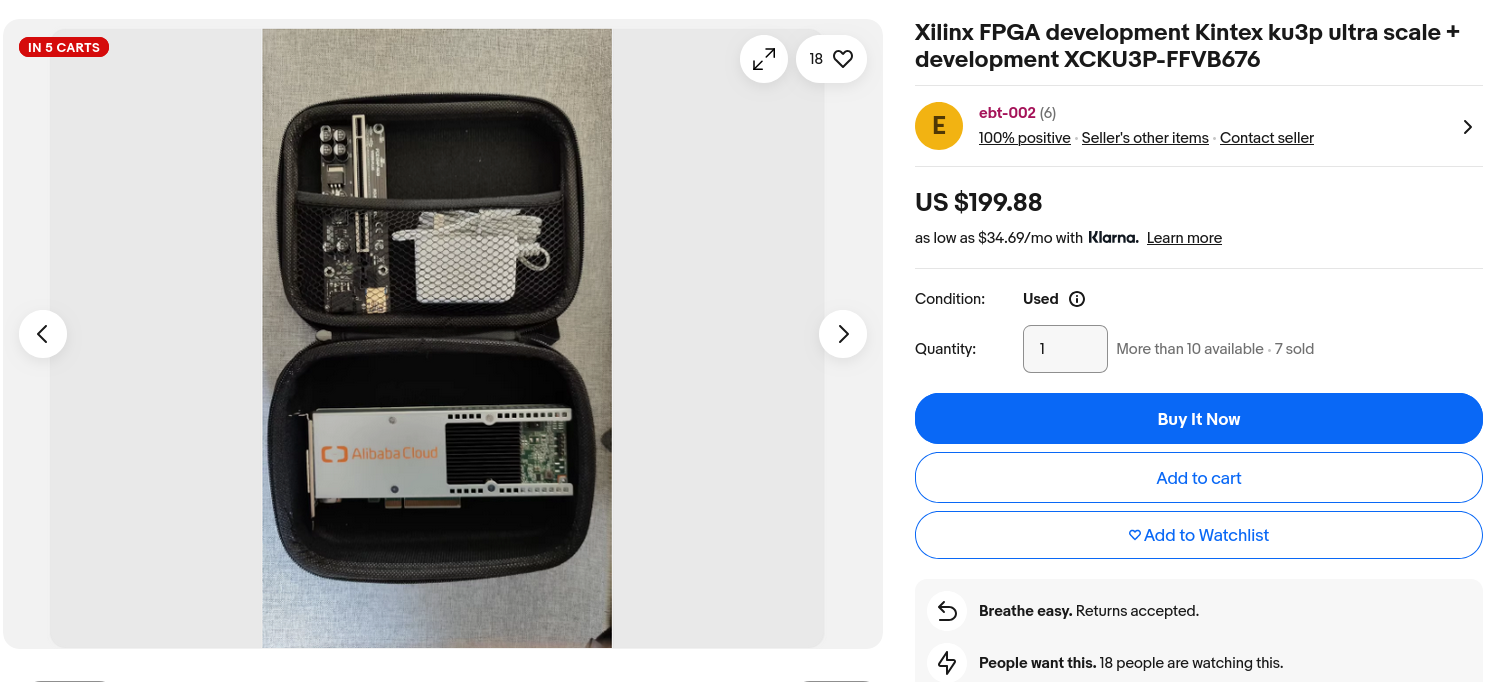 IN 5 CARTS
18
AlibabaCloud
Xilinx FPGA development Kintex ku3p ultra scale +
development XCKU3P-FFVB676
E
ebt-002 (6)
100% positive · Seller's other items · Contact seller
US $199.88
as low as $34.69/mo with Klarna. Learn more
Condition: Used
Quantity: 1 More than 10 available · 7 sold
Buy It Now
Add to cart
Add to Watchlist
Breathe easy. Returns accepted.
People want this. 18 people are watching this.